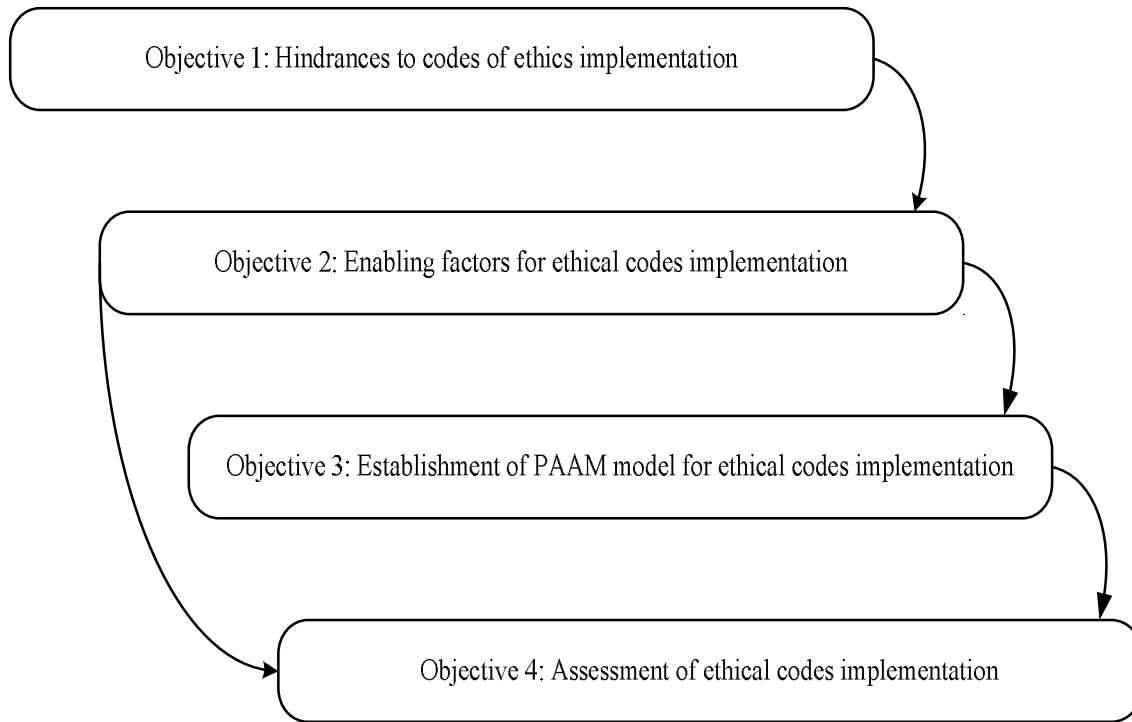 Objective 1: Hindrances to codes of ethics implementation
Objective 2: Enabling factors for ethical codes implementation
Objective 3: Establishment of PAAM model for ethical codes implementation
Objective 4: Assessment of ethical codes implementation